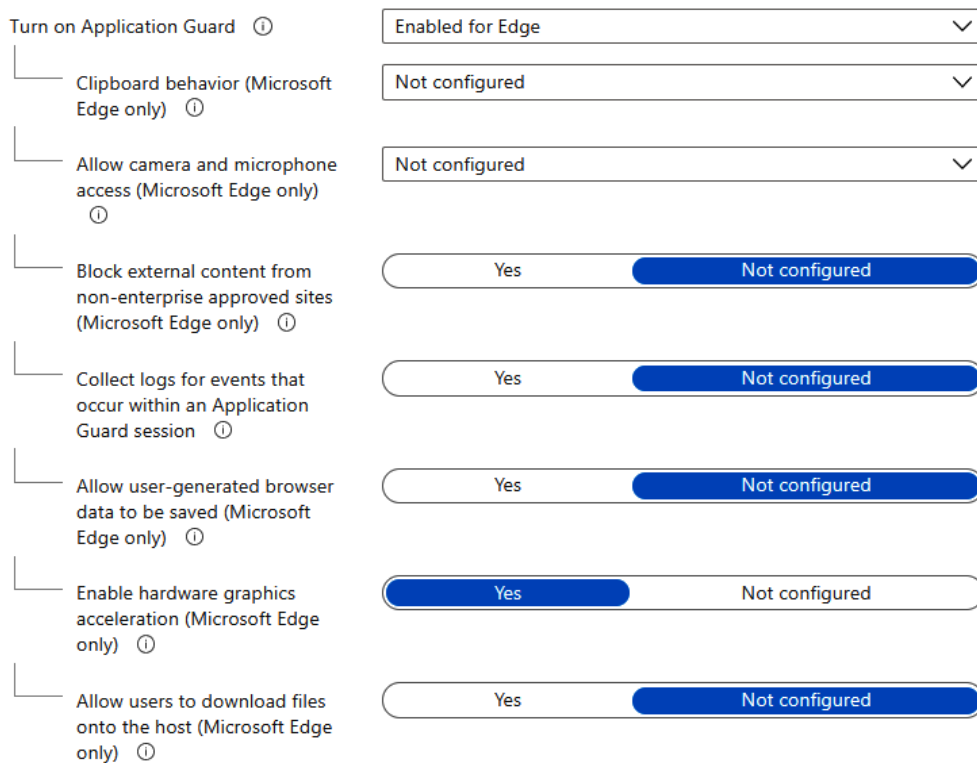 Turn on Application Guard
Enabled for Edge
Clipboard behavior (Microsoft
Edge only)
Not configured
Allow camera and microphone
access (Microsoft Edge only)
Not configured
Block external content from
non-enterprise approved sites
(Microsoft Edge only)
Yes
Not configured
Collect logs for events that
occur within an Application
Guard session
Yes
Not configured
Allow user-generated browser
data to be saved (Microsoft
Edge only)
Yes
Not configured
Enable hardware graphics
acceleration (Microsoft Edge
only)
Yes
Not configured
Allow users to download files
onto the host (Microsoft Edge
only)
Yes
Not configured